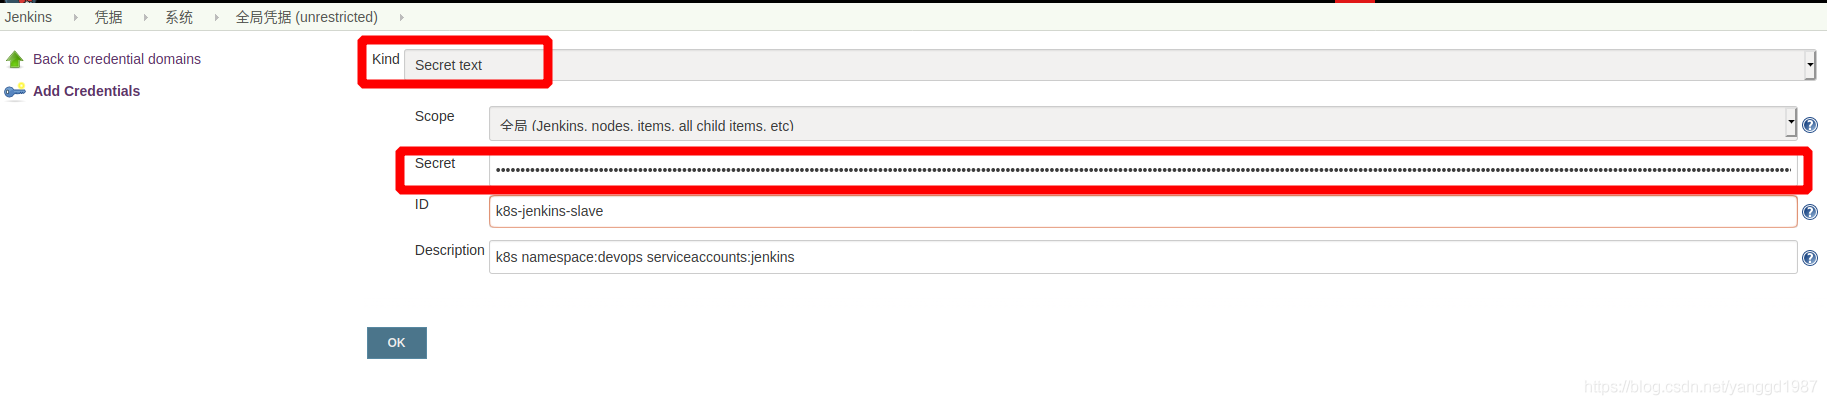 Jenkins 凭据 系统 全局凭据 (unrestricted)
Back to credential domains
Add Credentials
Kind Secret text
Scope 全局 (Jenkins, nodes, items, all child items, etc)
Secret
ID k8s-jenkins-slave
Description k8s namespace:devops serviceaccounts:jenkins
OK
https://blog.csdn.net/yanggd1987